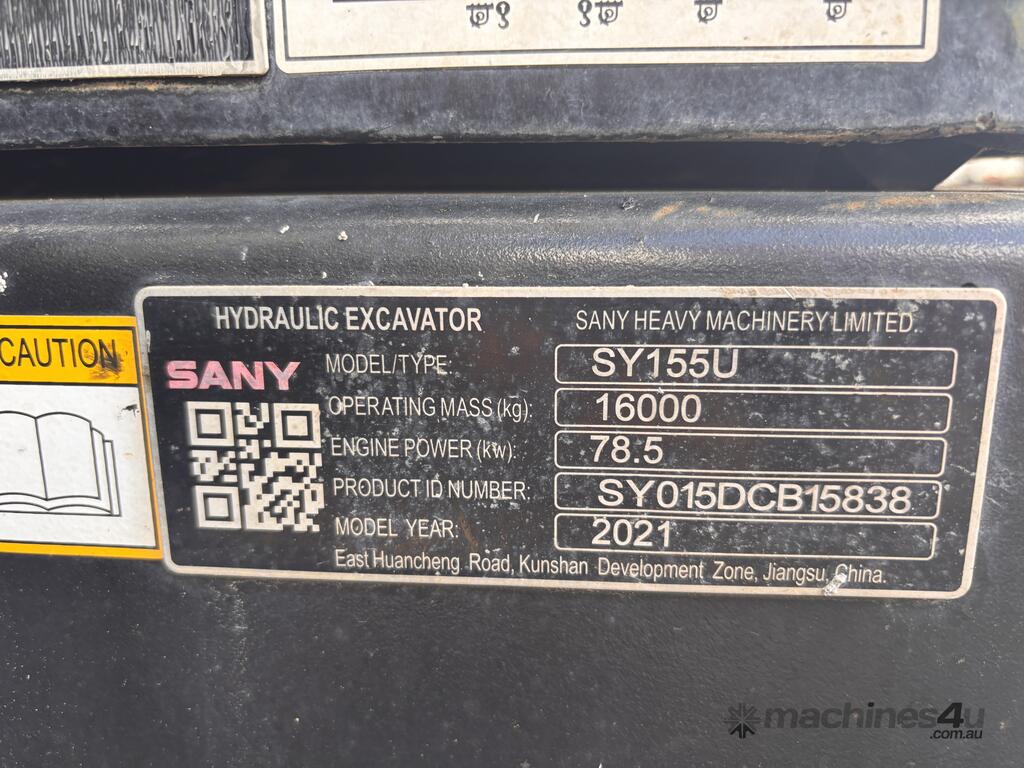 CAUTION
HYDRAULIC EXCAVATOR
SANY HEAVY MACHINERY LIMITED.
SANY
MODEL/TYPE: SY155U
OPERATING MASS (kg): 16000
ENGINE POWER (kw): 78.5
PRODUCT ID NUMBER: SY015DCB15838
MODEL YEAR: 2021
East Huancheng Road, Kunshan Development Zone, Jiangsu, China.
machines4u
.com.au